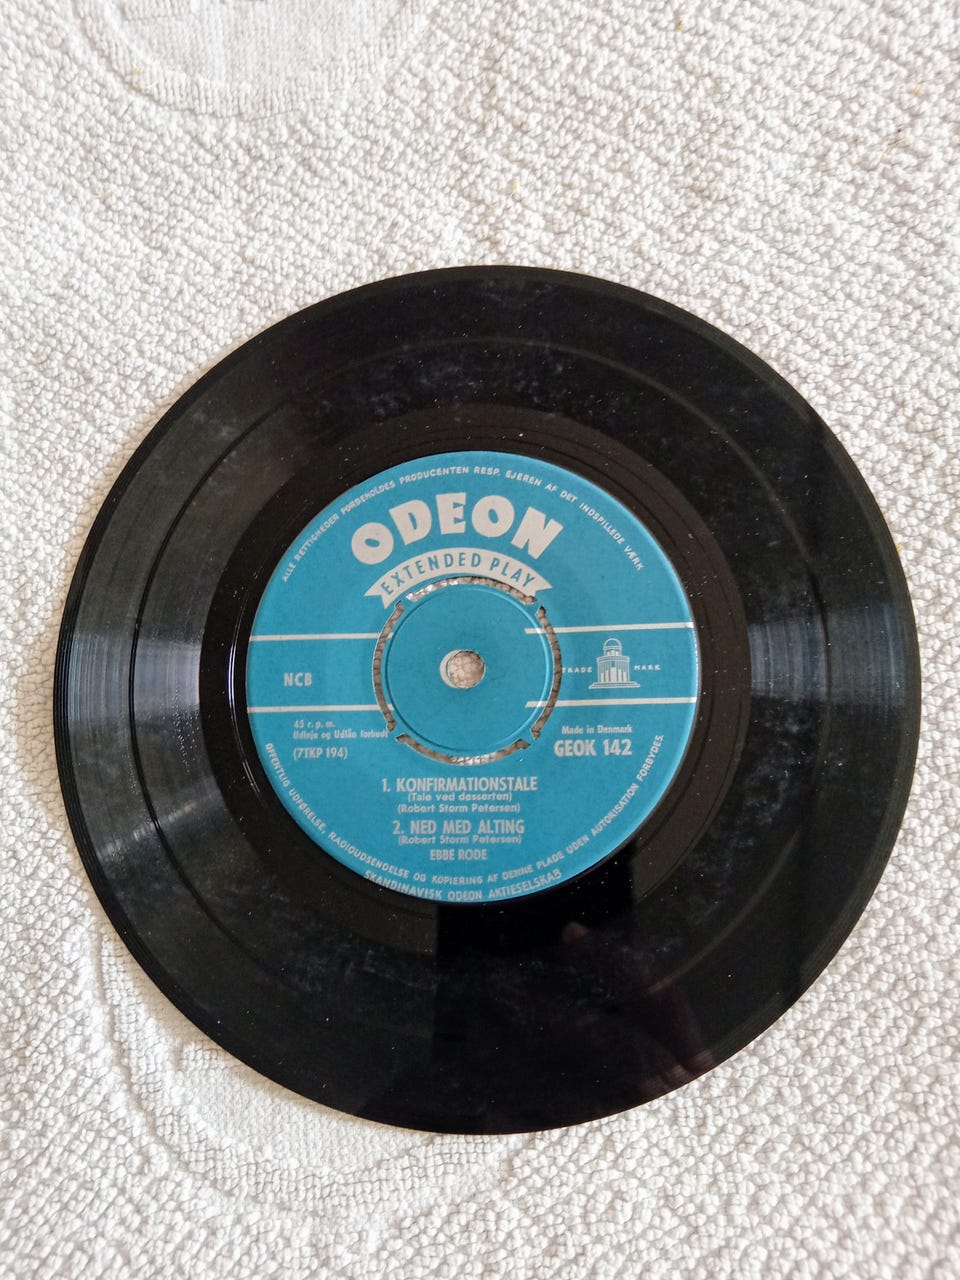 ALLE RETTIGHEDER FORBEHOLDES PRODUCENTEN RESP. EJEREN AF DET INDSPILLEDE VÆRK
ODEON
EXTENDED PLAY
TRADE MARK
NCB
45 r.p.m.
Udleje og Udlån forbudt
(7TKP 194)
Made in Denmark
GEOK 142
1. KONFIRMATIONSTALE
(Tale ved desserten)
(Robert Storm Petersen)
2. NED MED ALTING
(Robert Storm Petersen)
EBBE RODE
OFFENTLIG UDFØRELSE, RADIOUDSENDELSE OG KOPIERING AF DENNE PLADE UDEN AUTORISATION FORBYDES.
SKANDINAVISK ODEON AKTIESELSKAB